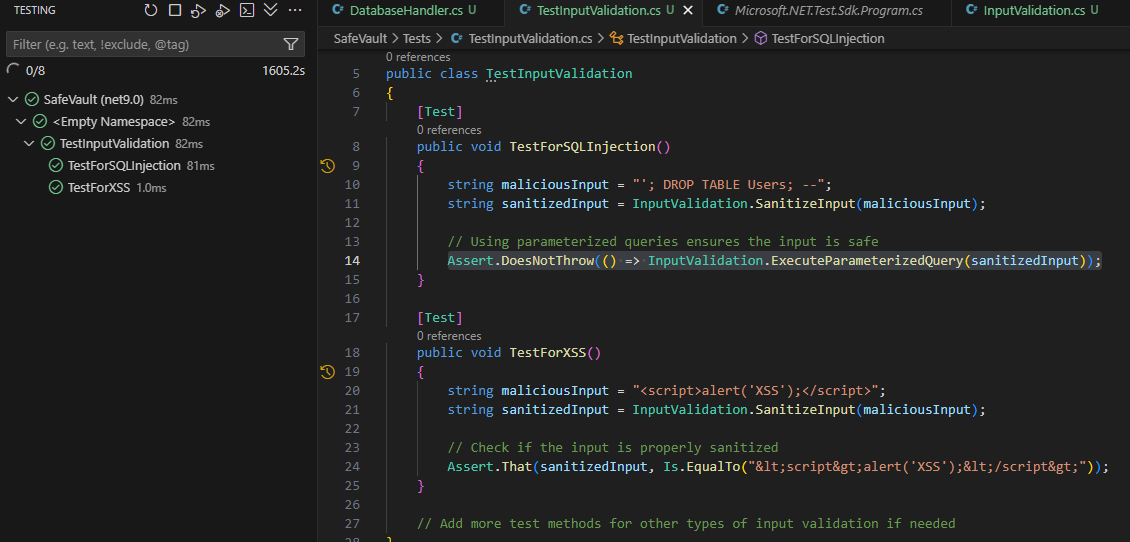 TESTING
DatabaseHandler.cs U
TestInputValidation.cs U
Microsoft.NET.Test.Sdk.Program.cs
InputValidation.cs U
Filter (e.g. text, !exclude, @tag)
0/8 1605.2s
SafeVault (net9.0) 82ms
<Empty Namespace> 82ms
TestInputValidation 82ms
TestForSQLInjection 81ms
TestForXSS 1.0ms
SafeVault > Tests > TestInputValidation.cs > TestInputValidation > TestForSQLInjection
0 references
5 public class TestInputValidation
6 {
7 [Test]
0 references
8 public void TestForSQLInjection()
9 {
10 string maliciousInput = "'; DROP TABLE Users; --";
11 string sanitizedInput = InputValidation.SanitizeInput(maliciousInput);
12
13 // Using parameterized queries ensures the input is safe
14 Assert.DoesNotThrow(() => InputValidation.ExecuteParameterizedQuery(sanitizedInput));
15 }
16
17 [Test]
0 references
18 public void TestForXSS()
19 {
20 string maliciousInput = "<script>alert('XSS');</script>";
21 string sanitizedInput = InputValidation.SanitizeInput(maliciousInput);
22
23 // Check if the input is properly sanitized
24 Assert.That(sanitizedInput, Is.EqualTo("&lt;script&gt;alert('XSS');&lt;/script&gt;"));
25 }
26
27 // Add more test methods for other types of input validation if needed
28 }